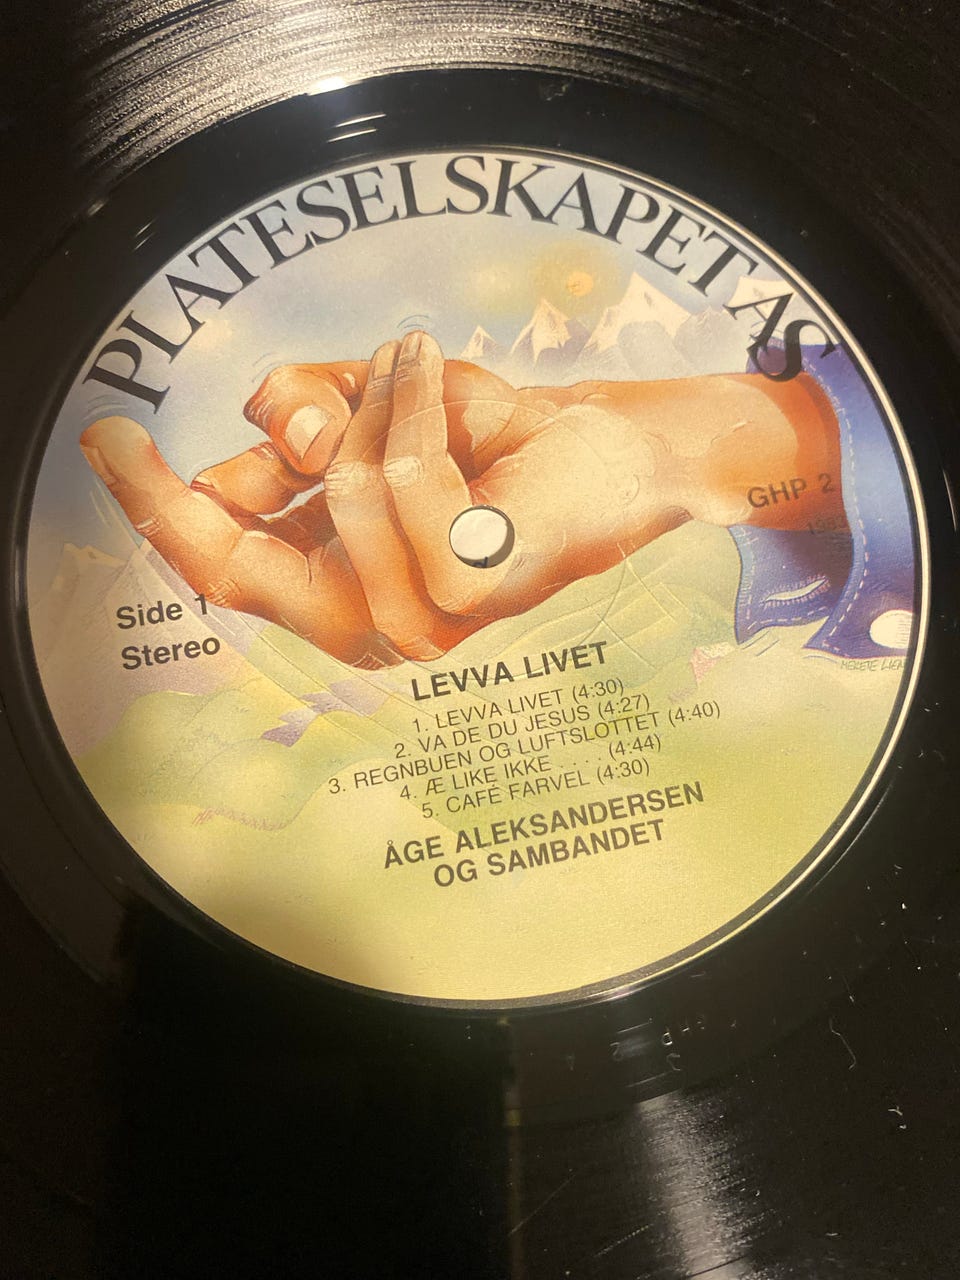 PLATESELSKAPET AS
GHP 2
Side 1
Stereo
LEVVA LIVET
1. LEVVA LIVET (4:30)
2. VA DE DU JESUS (4:27)
3. REGNBUEN OG LUFTSLOTTET (4:40)
4. Æ LIKE IKKE . . . . (4:44)
5. CAFÉ FARVEL (4:30)
ÅGE ALEKSANDERSEN
OG SAMBANDET